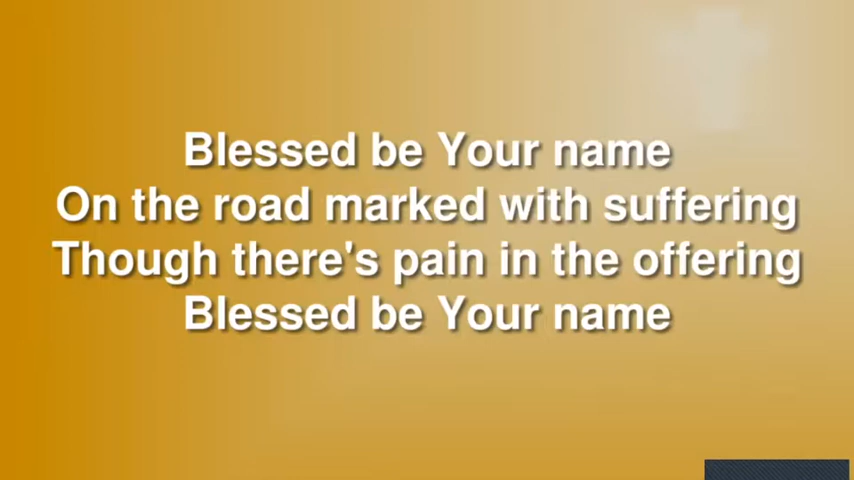 Blessed be Your name
On the road marked with suffering
Though there's pain in the offering
Blessed be Your name